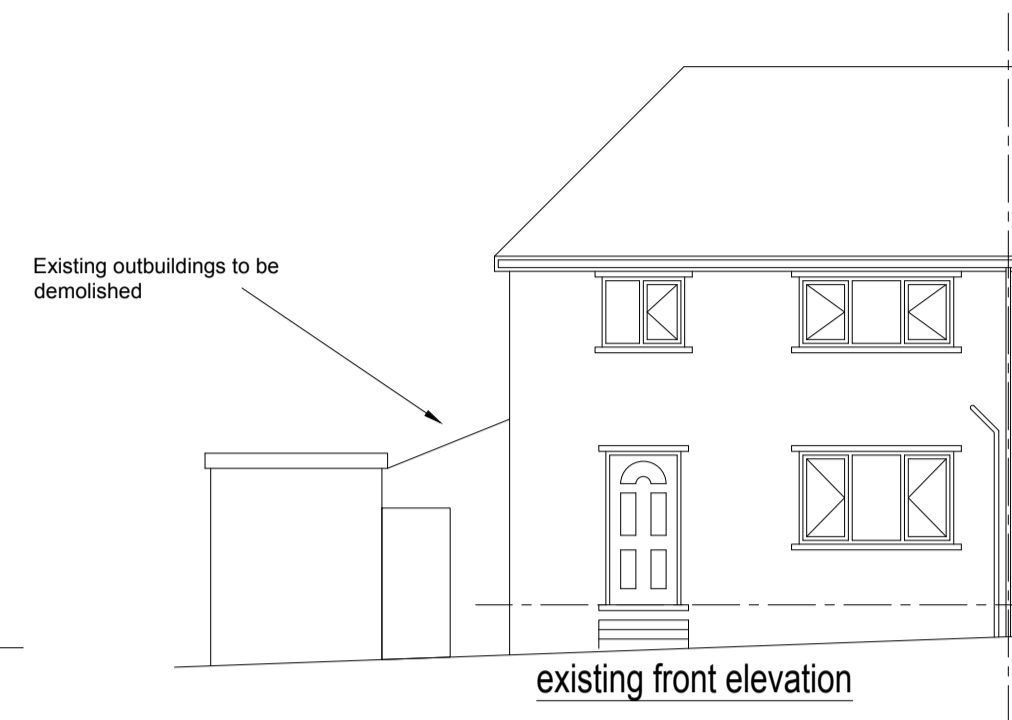 Existing outbuildings to be
demolished
existing front elevation